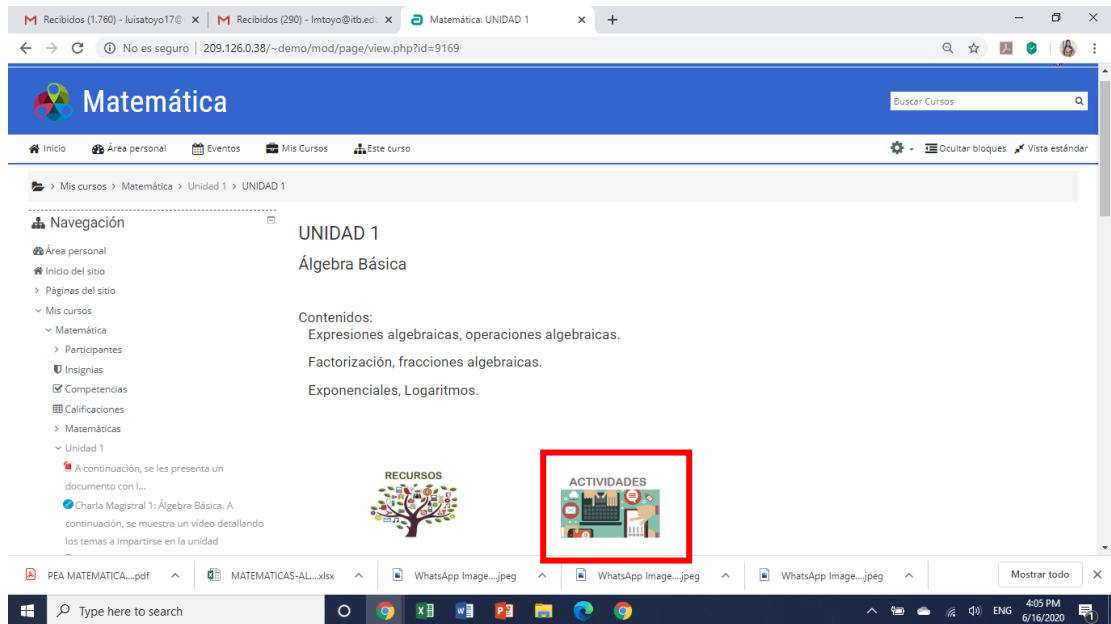 Recibidos (1.760) - luisatoyo17@
Recibidos (290) - lmtoyo@itb.edu
Matemática: UNIDAD 1
No es seguro
209.126.0.38/~demo/mod/page/view.php?id=9169
Matemática
Buscar Cursos
Inicio
Área personal
Eventos
Mis Cursos
Este curso
Ocultar bloques
Vista estándar
> Mis cursos > Matemática > Unidad 1 > UNIDAD 1
Navegación
Área personal
Inicio del sitio
Páginas del sitio
Mis cursos
Matemática
Participantes
Insignias
Competencias
Calificaciones
Matemáticas
Unidad 1
A continuación, se les presenta un
documento con l...
Charla Magistral 1: Álgebra Básica. A
continuación, se muestra un vídeo detallando
los temas a impartirse en la unidad
UNIDAD 1
Álgebra Básica
Contenidos:
Expresiones algebraicas, operaciones algebraicas.
Factorización, fracciones algebraicas.
Exponenciales, Logaritmos.
RECURSOS
ACTIVIDADES
PEA MATEMATICA....pdf
MATEMATICAS-AL....xlsx
WhatsApp Image....jpeg
WhatsApp Image....jpeg
WhatsApp Image....jpeg
Mostrar todo
Type here to search
ENG
4:05 PM
6/16/2020